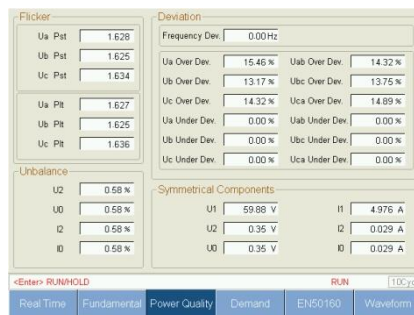 Flicker
Ua Pst 1.628
Ub Pst 1.625
Uc Pst 1.634
Ua Plt 1.627
Ub Plt 1.625
Uc Plt 1.636
Unbalance
U2 0.58 %
U0 0.58 %
I2 0.58 %
I0 0.58 %
Deviation
Frequency Dev. 0.00 Hz
Ua Over Dev. 15.46 % Uab Over Dev. 14.32 %
Ub Over Dev. 13.17 % Ubc Over Dev. 13.75 %
Uc Over Dev. 14.32 % Uca Over Dev. 14.89 %
Ua Under Dev. 0.00 % Uab Under Dev. 0.00 %
Ub Under Dev. 0.00 % Ubc Under Dev. 0.00 %
Uc Under Dev. 0.00 % Uca Under Dev. 0.00 %
Symmetrical Components
U1 59.88 V I1 4.976 A
U2 0.35 V I2 0.029 A
U0 0.35 V I0 0.029 A
<Enter> RUN/HOLD RUN 10Cyc
Real Time Fundamental Power Quality Demand EN50160 Waveform